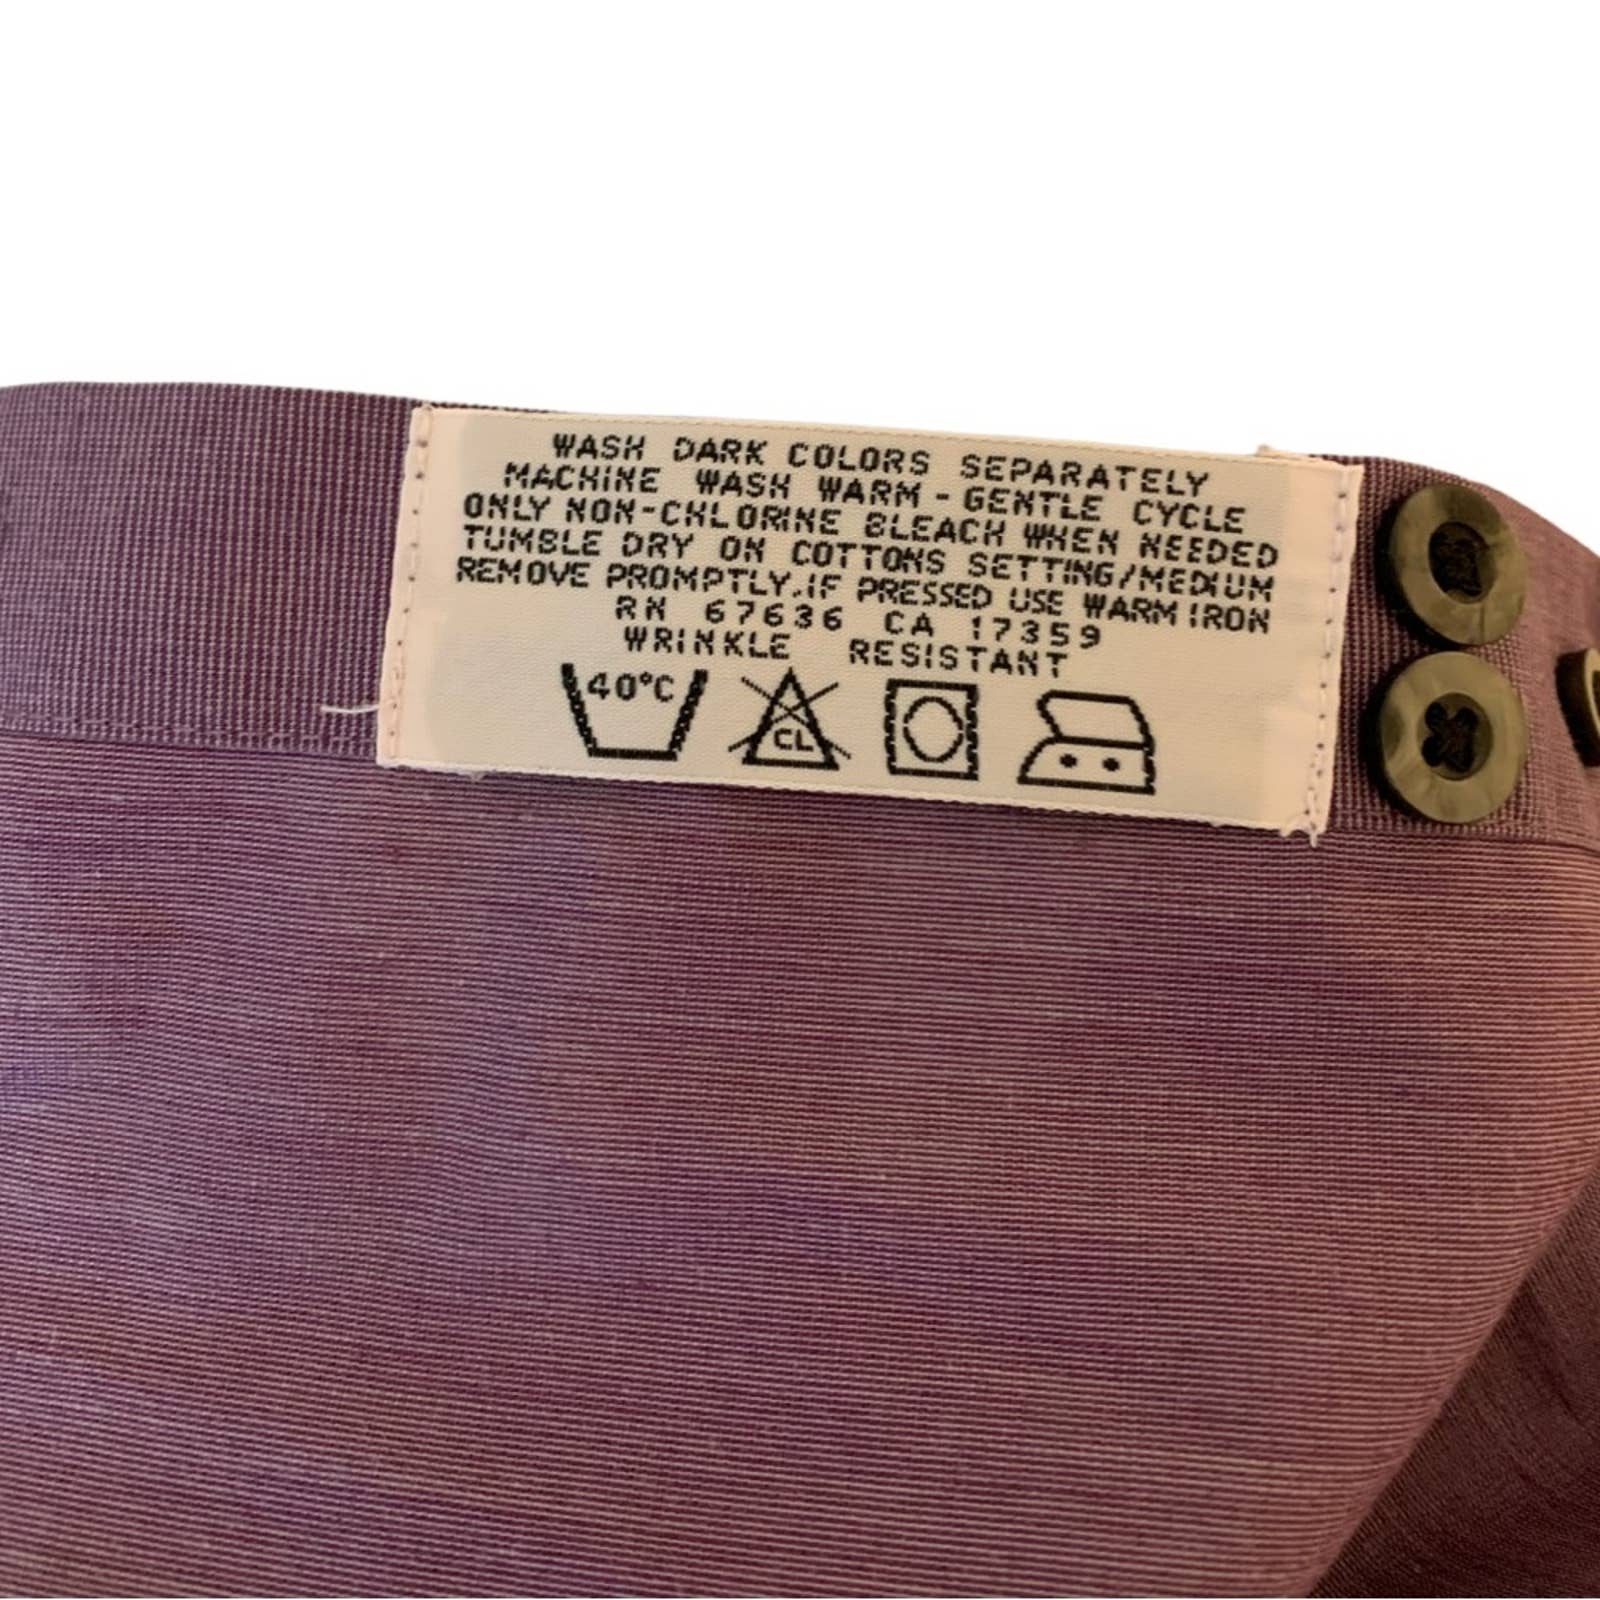 WASH DARK COLORS SEPARATELY
MACHINE WASH WARM - GENTLE CYCLE
ONLY NON-CHLORINE BLEACH WHEN NEEDED
TUMBLE DRY ON COTTONS SETTING/MEDIUM
REMOVE PROMPTLY.IF PRESSED USE WARM IRON
RN 67636 CA 17359
WRINKLE RESISTANT
40°C CL